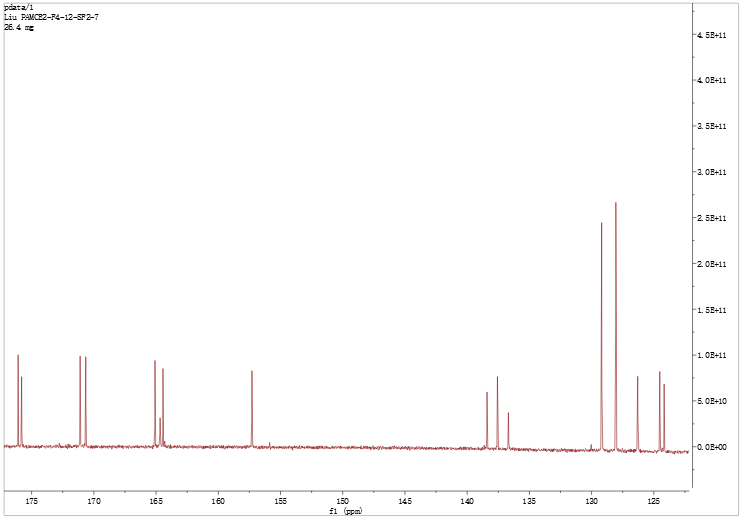 pdata/1
Liu PAMCE2-F4-12-SF2-7
26.4 mg
4.5E+11
4.0E+11
3.5E+11
3.0E+11
2.5E+11
2.0E+11
1.5E+11
1.0E+11
5.0E+10
0.0E+00
175 170 165 160 155 150 145 140 135 130 125
f1 (ppm)